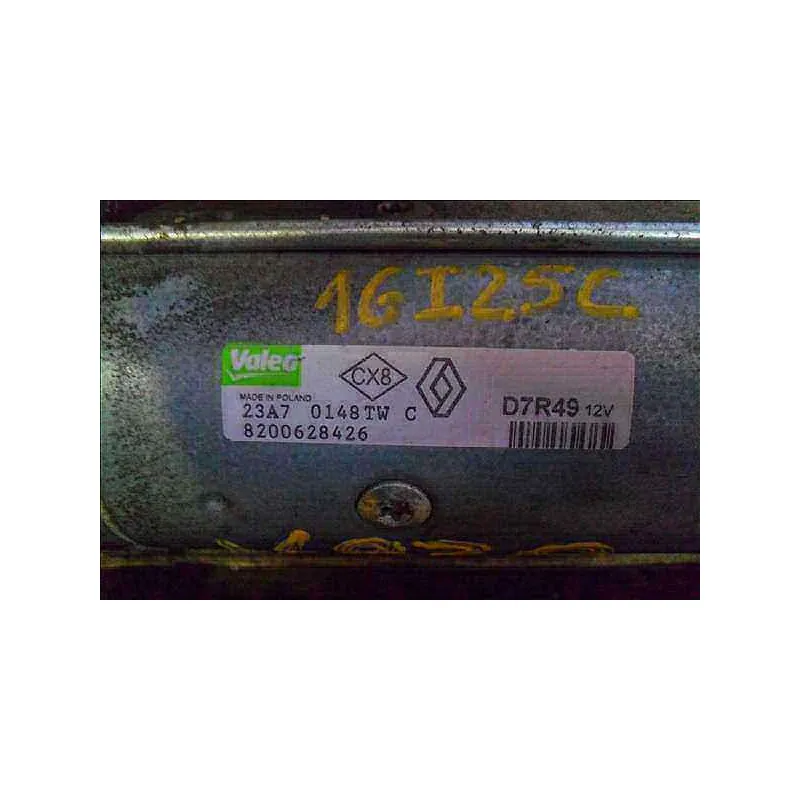 16I25C.
Valeo CX8
MADE IN POLAND
23A7 0148TW C D7R49 12V
8200628426